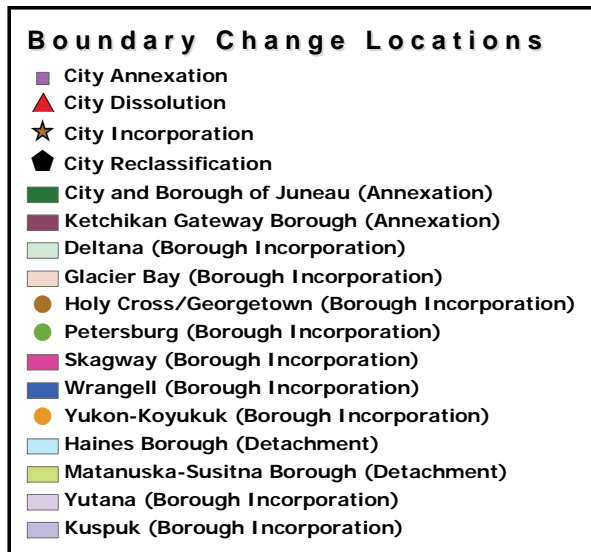 Boundary Change Locations
City Annexation
City Dissolution
City Incorporation
City Reclassification
City and Borough of Juneau (Annexation)
Ketchikan Gateway Borough (Annexation)
Deltana (Borough Incorporation)
Glacier Bay (Borough Incorporation)
Holy Cross/Georgetown (Borough Incorporation)
Petersburg (Borough Incorporation)
Skagway (Borough Incorporation)
Wrangell (Borough Incorporation)
Yukon-Koyukuk (Borough Incorporation)
Haines Borough (Detachment)
Matanuska-Susitna Borough (Detachment)
Yutana (Borough Incorporation)
Kuspuk (Borough Incorporation)